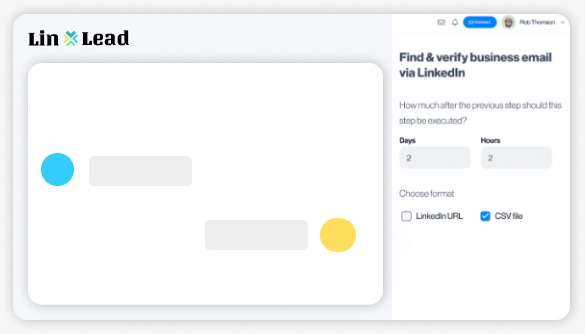 Lin Lead
Connect
Rob Thomson
Find & verify business email
via LinkedIn
How much after the previous step should this
step be executed?
Days
Hours
2
2
Choose format
LinkedIn URL
CSV file